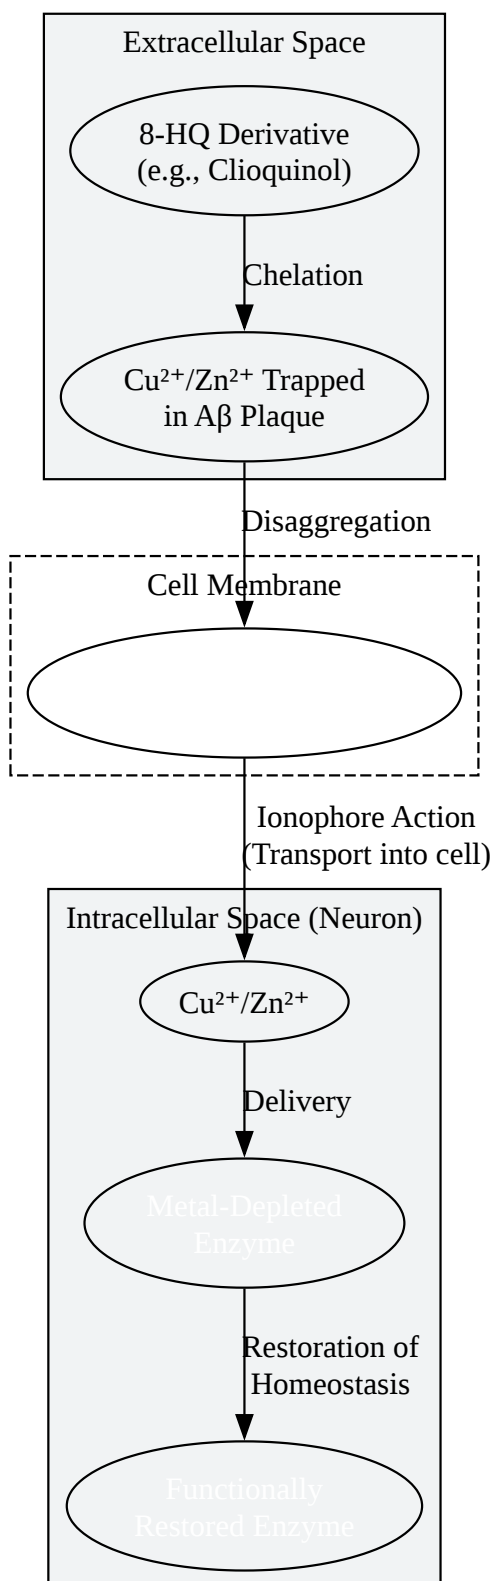 Extracellular Space
8-HQ Derivative
(e.g., Clioquinol)
Chelation
Cu²⁺/Zn²⁺ Trapped
in Aβ Plaque
Disaggregation
Cell Membrane
Ionophore Action
(Transport into cell)
Intracellular Space (Neuron)
Cu²⁺/Zn²⁺
Delivery
Metal-Depleted
Enzyme
Restoration of
Homeostasis
Functionally
Restored Enzyme